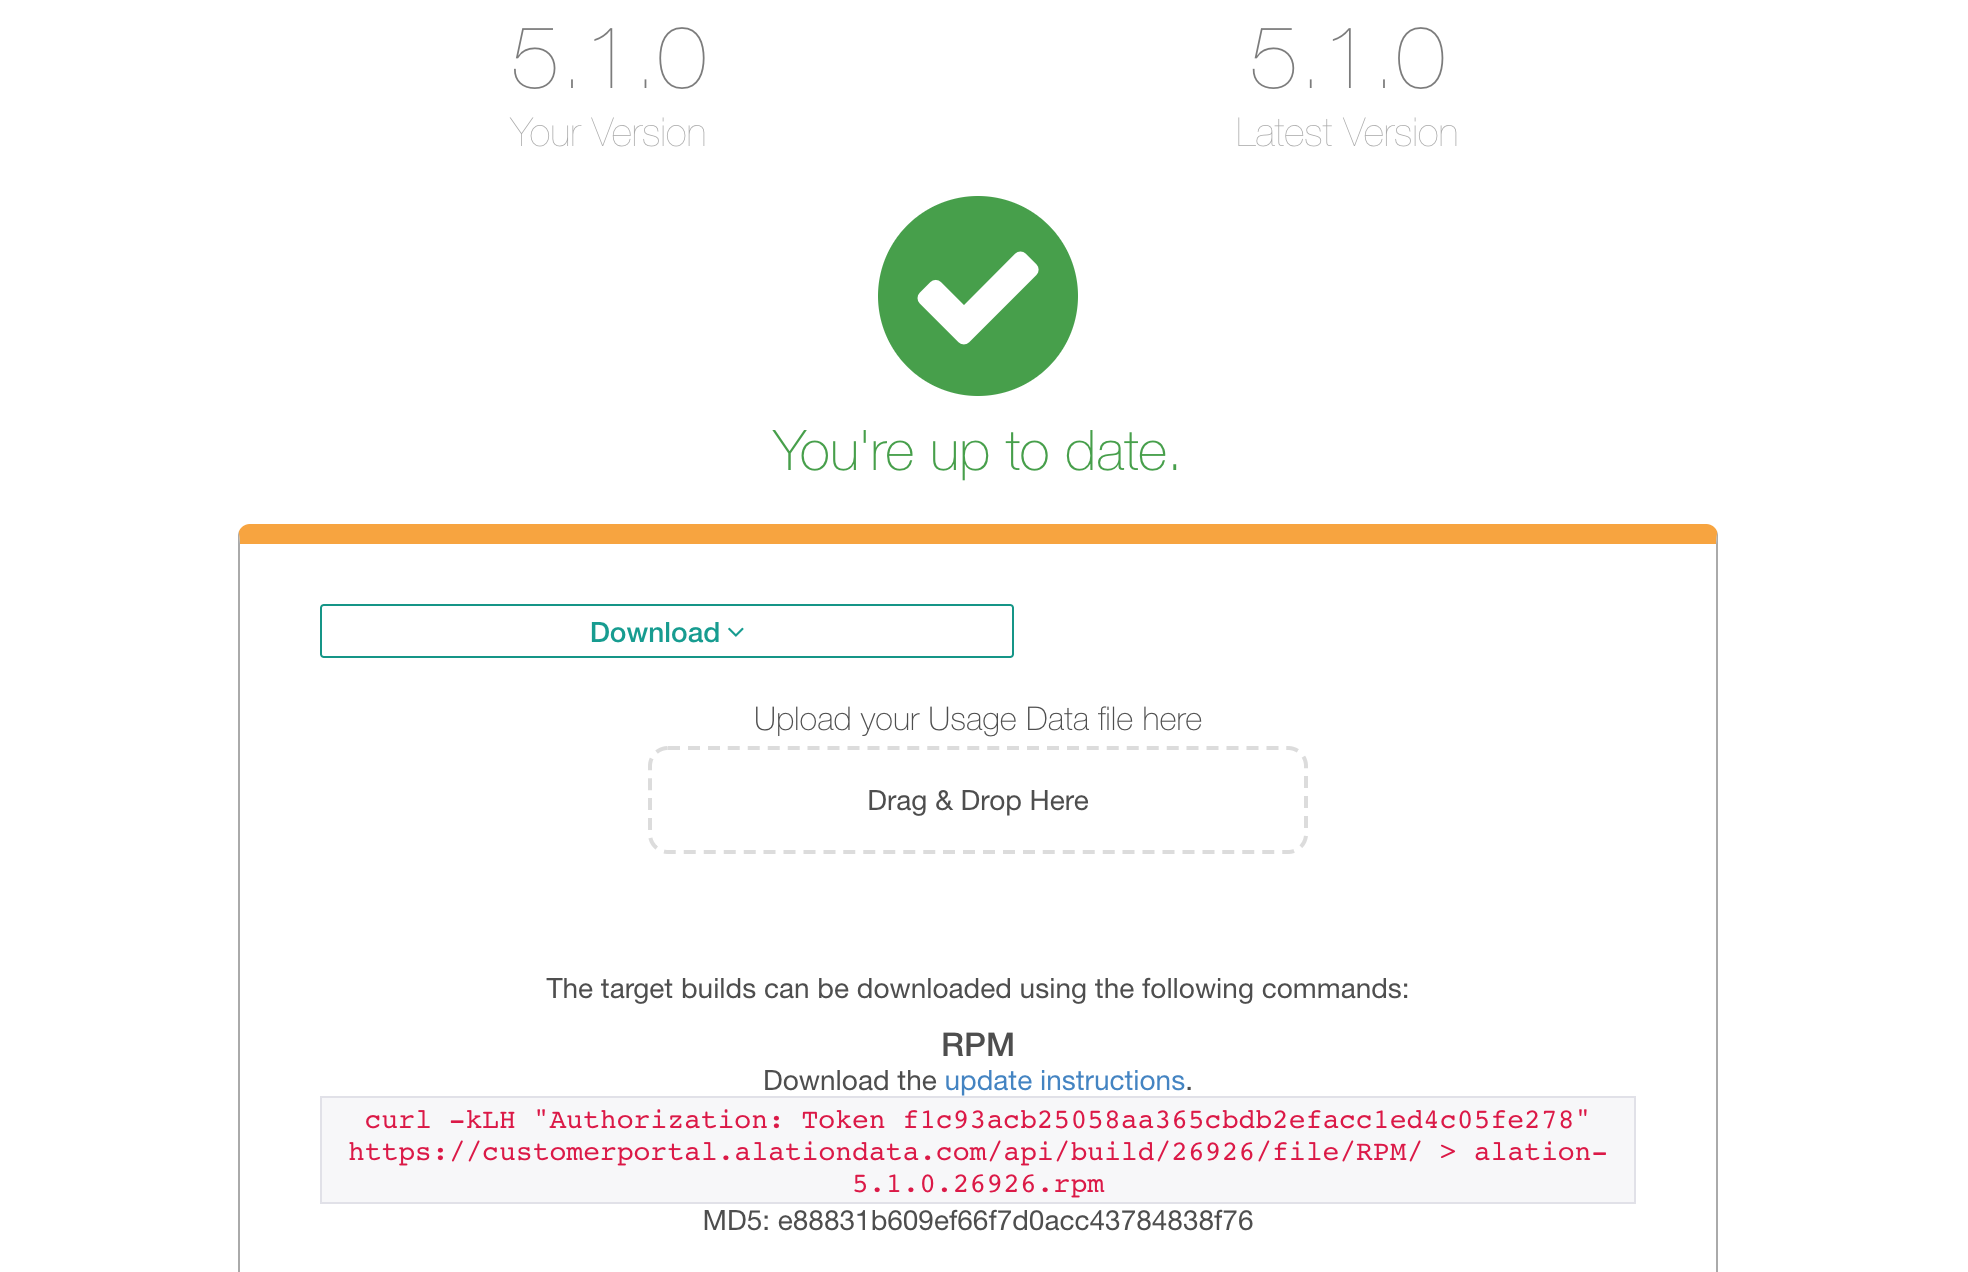 5.1.0
Your Version
5.1.0
Latest Version
You're up to date.
Download
Upload your Usage Data file here
Drag & Drop Here
The target builds can be downloaded using the following commands:
RPM
Download the update instructions.
curl -kLH "Authorization: Token f1c93acb25058aa365cbdb2efacc1ed4c05fe278"
https://customerportal.alationdata.com/api/build/26926/file/RPM/ > alation-
5.1.0.26926.rpm
MD5: e88831b609ef66f7d0acc43784838f76